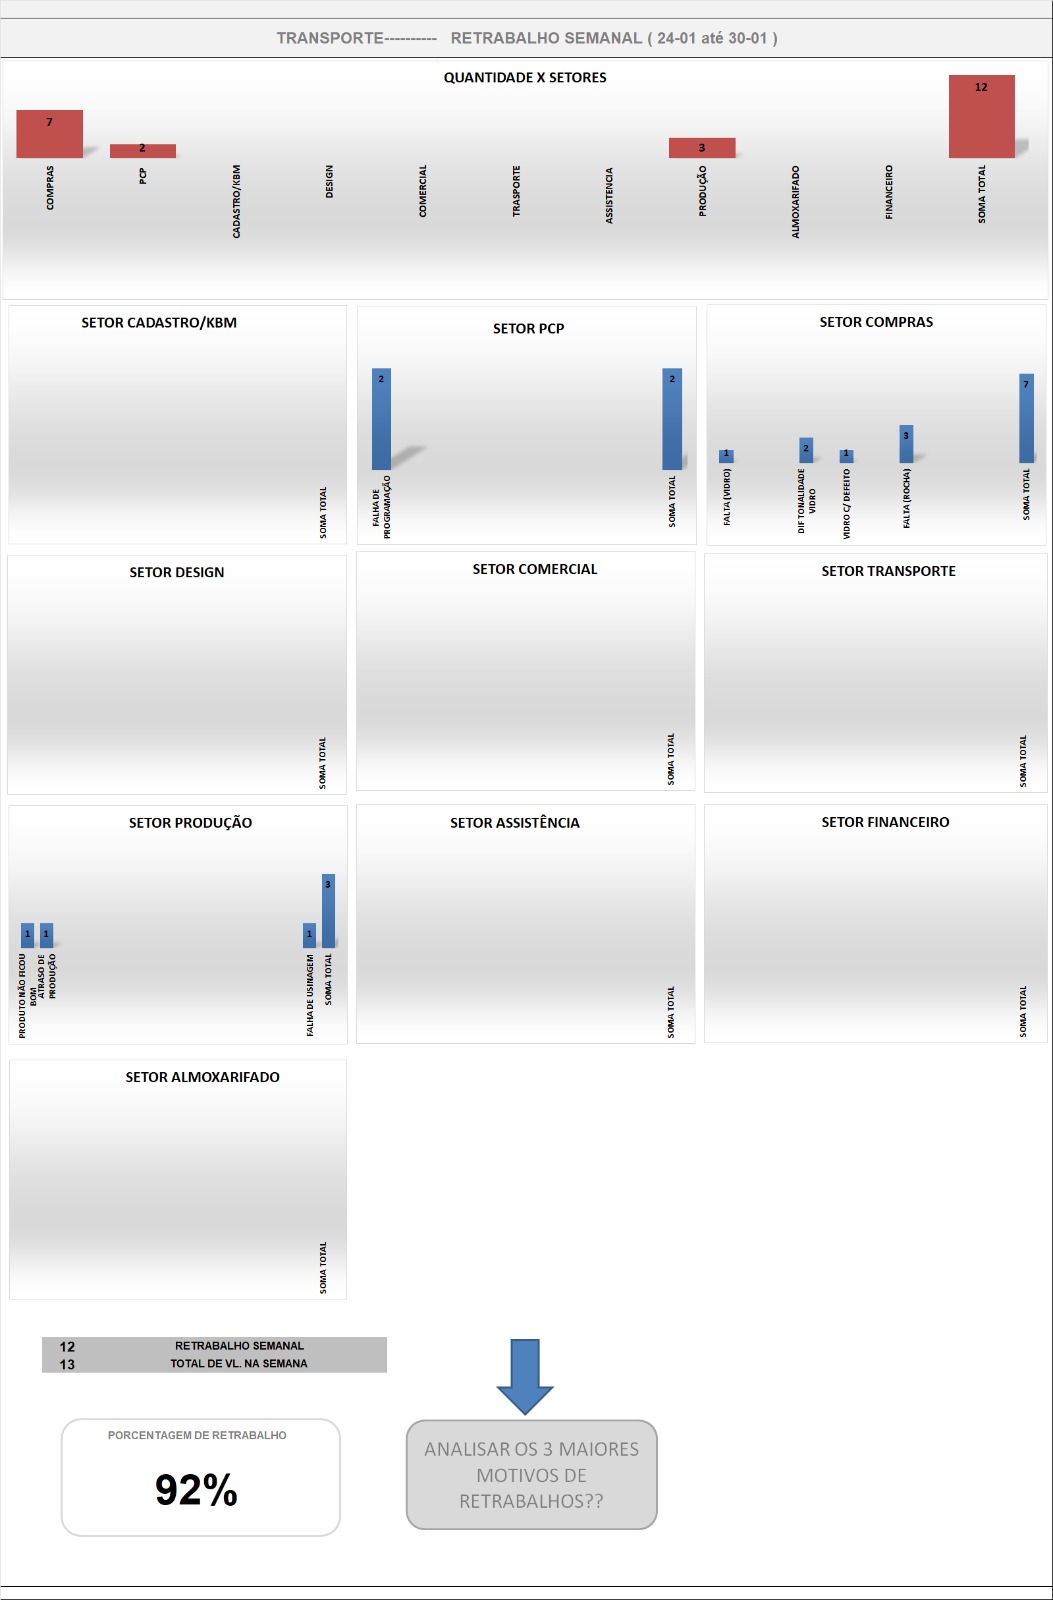 TRANSPORTE---------- RETRABALHO SEMANAL ( 24-01 até 30-01 )
QUANTIDADE X SETORES
7
2
3
12
COMPRAS
PCP
CADASTRO/KBM
DESIGN
COMERCIAL
TRASPORTE
ASSISTENCIA
PRODUÇÃO
ALMOXARIFADO
FINANCEIRO
SOMA TOTAL
SETOR CADASTRO/KBM
SOMA TOTAL
SETOR PCP
2
2
FALHA DE
PROGRAMAÇÃO
SOMA TOTAL
SETOR COMPRAS
1
2
1
3
7
FALTA (VIDRO)
DIF TONALIDADE
VIDRO
VIDRO C/ DEFEITO
FALTA (ROCHA)
SOMA TOTAL
SETOR DESIGN
SOMA TOTAL
SETOR COMERCIAL
SOMA TOTAL
SETOR TRANSPORTE
SOMA TOTAL
SETOR PRODUÇÃO
1
1
1
3
PRODUTO NÃO FICOU
BOM
ATRASO DE
PRODUÇÃO
FALHA DE USINAGEM
SOMA TOTAL
SETOR ASSISTÊNCIA
SOMA TOTAL
SETOR FINANCEIRO
SOMA TOTAL
SETOR ALMOXARIFADO
SOMA TOTAL
12 RETRABALHO SEMANAL
13 TOTAL DE VL. NA SEMANA
PORCENTAGEM DE RETRABALHO
92%
ANALISAR OS 3 MAIORES
MOTIVOS DE
RETRABALHOS??